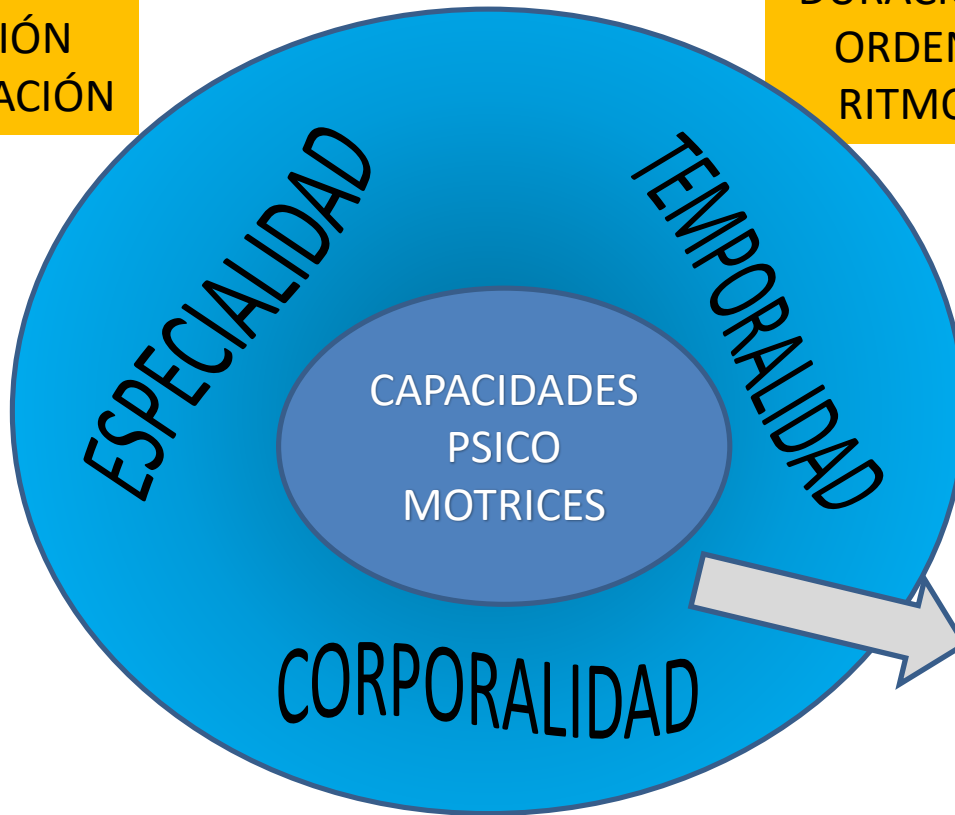 IÓN
ACIÓN
ORDEN
RITMO
ESPECIALIDAD
TEMPORALIDAD
CAPACIDADES
PSICO
MOTRICES
CORPORALIDAD